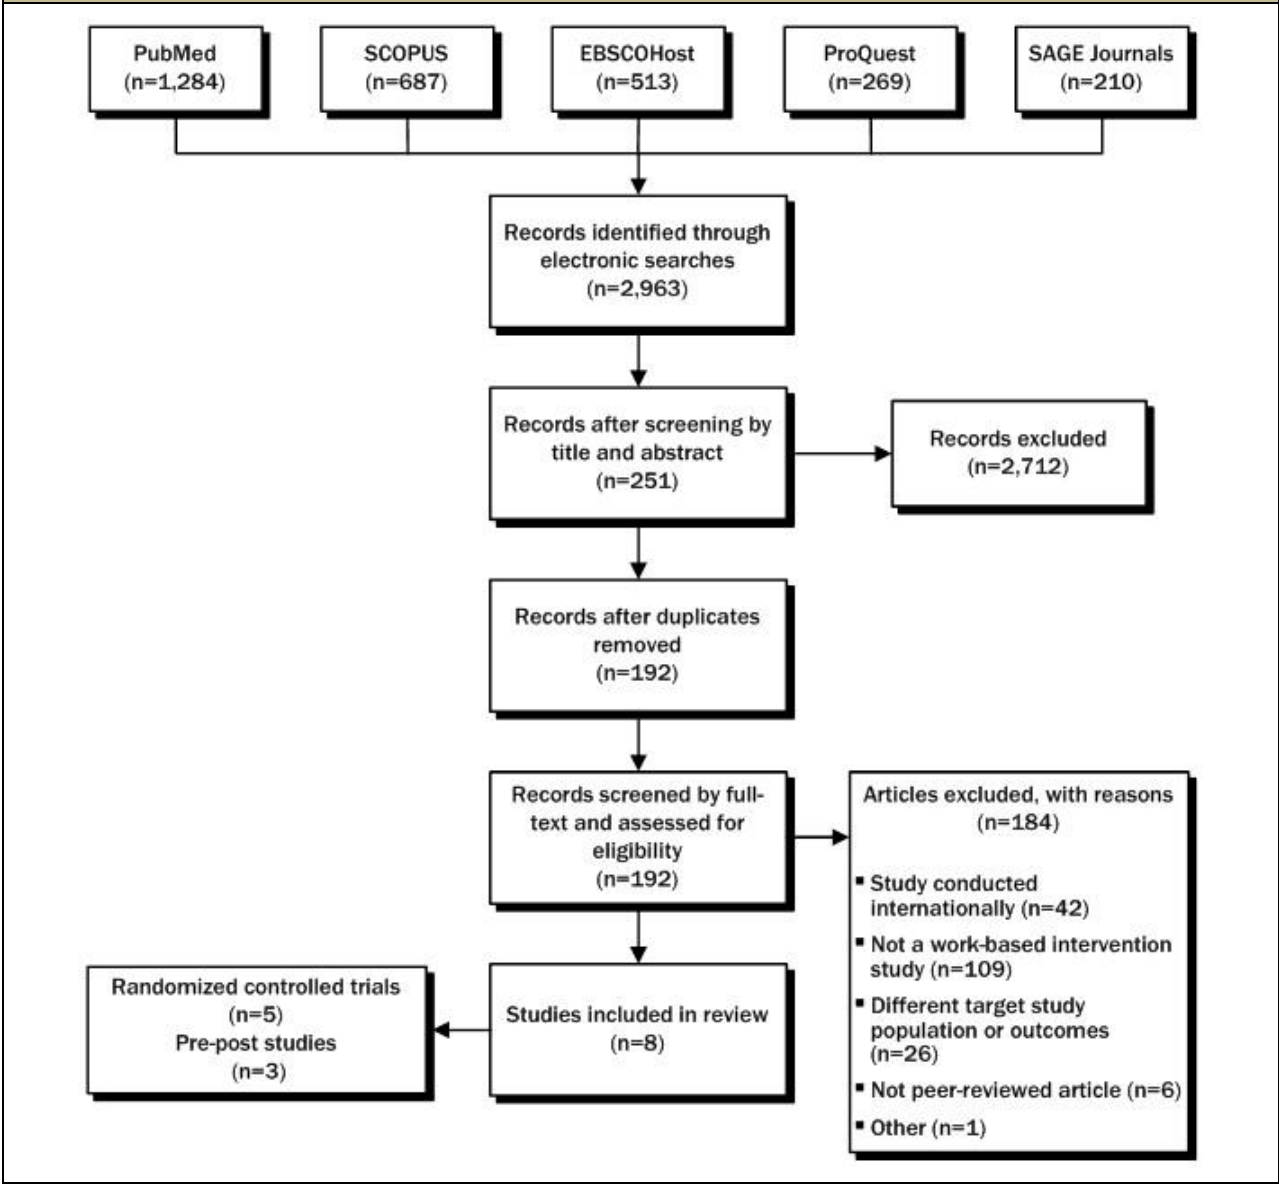 PubMed
(n=1,284)
SCOPUS
(n=687)
EBSCOHost
(n=513)
ProQuest
(n=269)
SAGE Journals
(n=210)
Records identified through
electronic searches
(n=2,963)
Records after screening by
title and abstract
(n=251)
Records excluded
(n=2,712)
Records after duplicates
removed
(n=192)
Records screened by full-
text and assessed for
eligibility
(n=192)
Articles excluded, with reasons
(n=184)
▪ Study conducted
internationally (n=42)
▪ Not a work-based intervention
study (n=109)
▪ Different target study
population or outcomes
(n=26)
▪ Not peer-reviewed article (n=6)
▪ Other (n=1)
Studies included in review
(n=8)
Randomized controlled trials
(n=5)
Pre-post studies
(n=3)